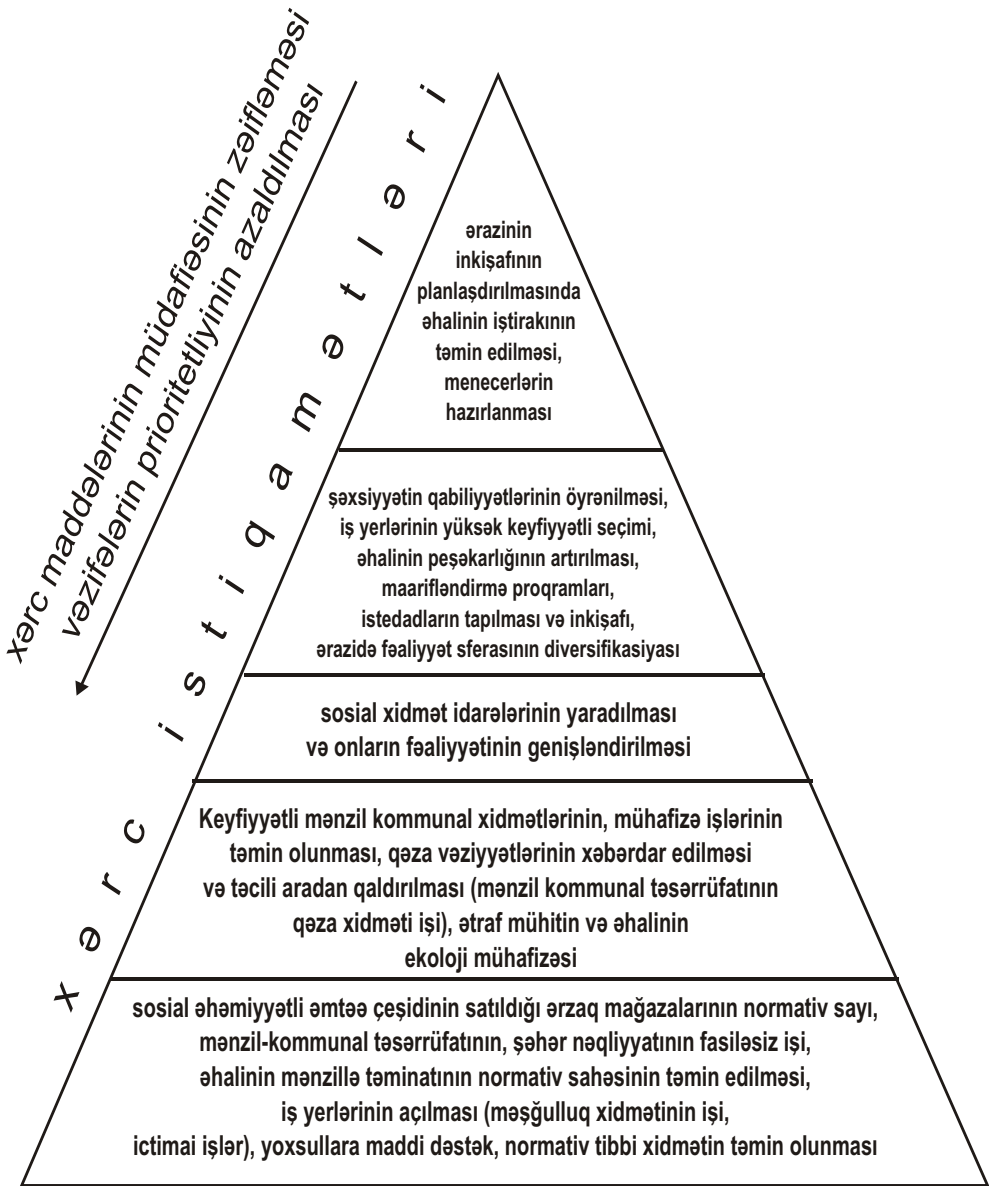 xərc maddələrinin müdafiəsinin zəifləməsi
vəzifələrin prioritetliyinin azaldılması
xərc istiqamətləri
ərazinin
inkişafının
planlaşdırılmasında
əhalinin iştirakının
təmin edilməsi,
menecerlərin
hazırlanması
şəxsiyyətin qabiliyyətlərinin öyrənilməsi,
iş yerlərinin yüksək keyfiyyətli seçimi,
əhalinin peşəkarlığının artırılması,
maarifləndirmə proqramları,
istedadların tapılması və inkişafı,
ərazidə fəaliyyət sferasının diversifikasiyası
sosial xidmət idarələrinin yaradılması
və onların fəaliyyətinin genişləndirilməsi
Keyfiyyətli mənzil kommunal xidmətlərinin, mühafizə işlərinin
təmin olunması, qəza vəziyyətlərinin xəbərdar edilməsi
və təcili aradan qaldırılması (mənzil kommunal təsərrüfatının
qəza xidməti işi), ətraf mühitin və əhalinin
ekoloji mühafizəsi
sosial əhəmiyyətli əmtəə çeşidinin satıldığı ərzaq mağazalarının normativ sayı,
mənzil-kommunal təsərrüfatının, şəhər nəqliyyatının fasiləsiz işi,
əhalinin mənzillə təminatının normativ sahəsinin təmin edilməsi,
iş yerlərinin açılması (məşğulluq xidmətinin işi,
ictimai işlər), yoxsullara maddi dəstək, normativ tibbi xidmətin təmin olunması